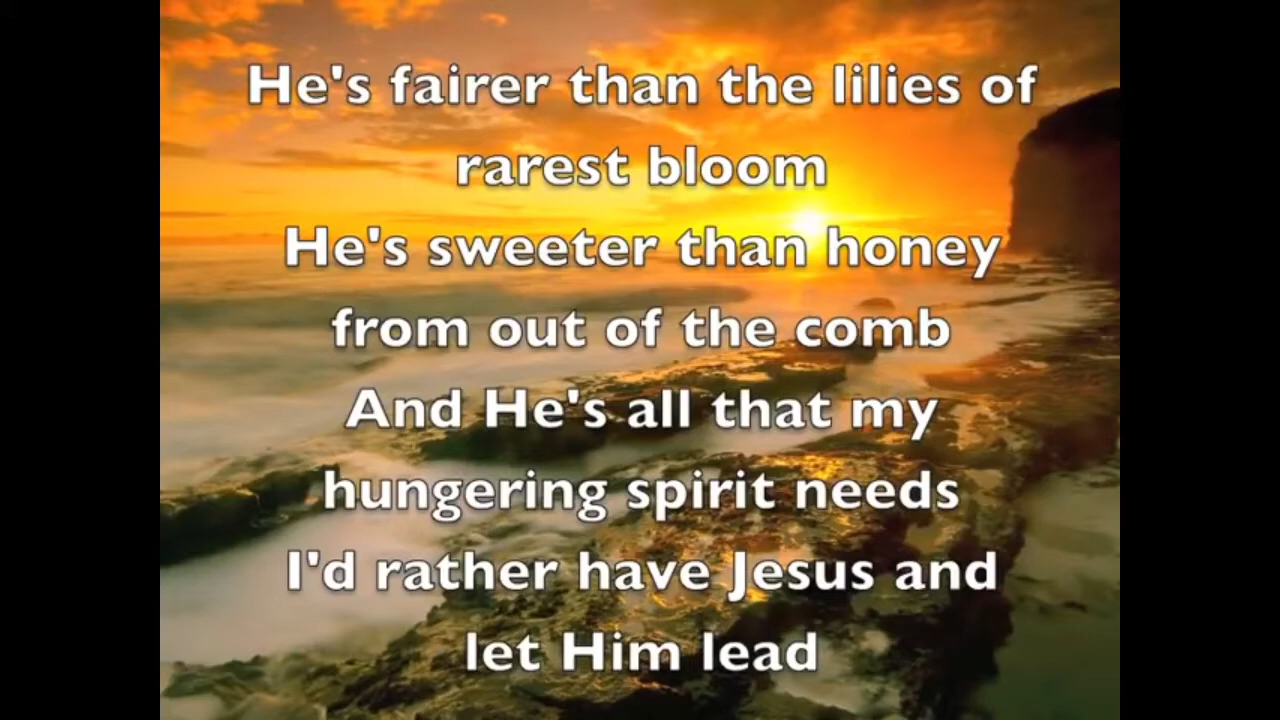 He's fairer than the lilies of
rarest bloom
He's sweeter than honey
from out of the comb
And He's all that my
hungering spirit needs
I'd rather have Jesus and
let Him lead